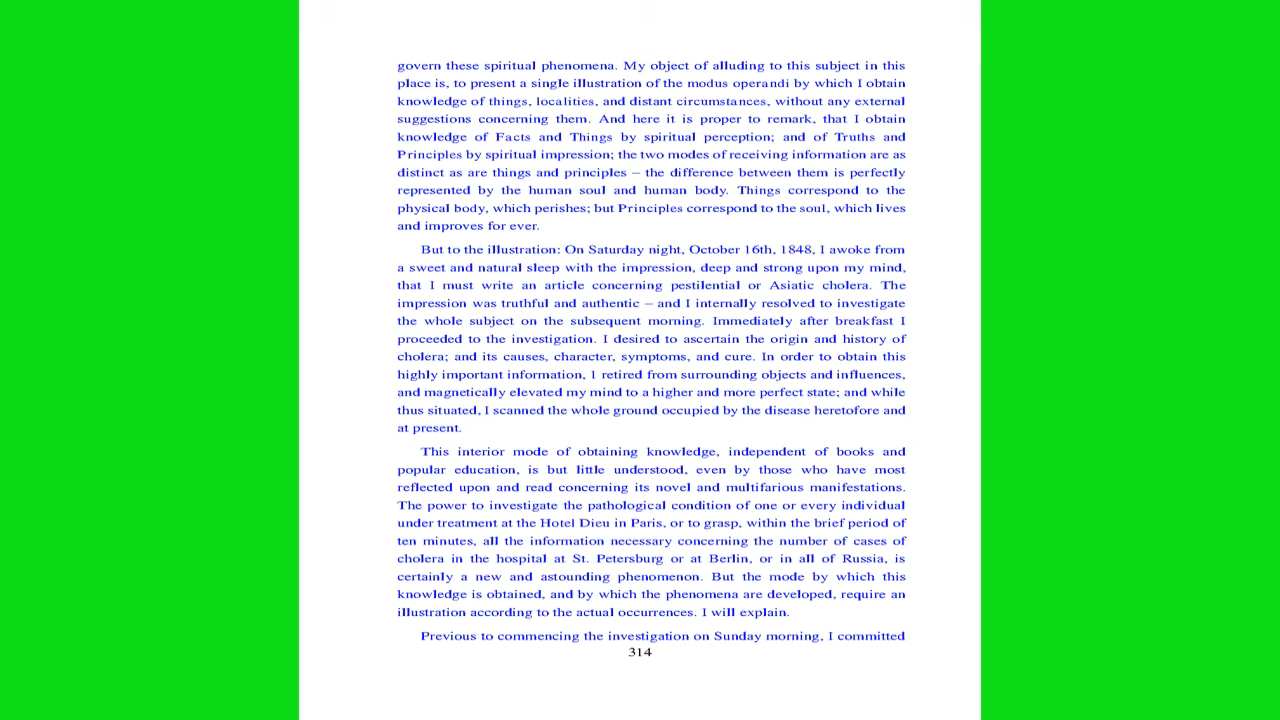 govern these spiritual phenomena. My object of alluding to this subject in this
place is, to present a single illustration of the modus operandi by which I obtain
knowledge of things, localities, and distant circumstances, without any external
suggestions concerning them. And here it is proper to remark, that I obtain
knowledge of Facts and Things by spiritual perception; and of Truths and
Principles by spiritual impression; the two modes of receiving information are as
distinct as are things and principles – the difference between them is perfectly
represented by the human soul and human body. Things correspond to the
physical body, which perishes; but Principles correspond to the soul, which lives
and improves for ever.
But to the illustration: On Saturday night, October 16th, 1848, I awoke from
a sweet and natural sleep with the impression, deep and strong upon my mind,
that I must write an article concerning pestilential or Asiatic cholera. The
impression was truthful and authentic – and I internally resolved to investigate
the whole subject on the subsequent morning. Immediately after breakfast I
proceeded to the investigation. I desired to ascertain the origin and history of
cholera; and its causes, character, symptoms, and cure. In order to obtain this
highly important information, 1 retired from surrounding objects and influences,
and magnetically elevated my mind to a higher and more perfect state; and while
thus situated, I scanned the whole ground occupied by the disease heretofore and
at present.
This interior mode of obtaining knowledge, independent of books and
popular education, is but little understood, even by those who have most
reflected upon and read concerning its novel and multifarious manifestations.
The power to investigate the pathological condition of one or every individual
under treatment at the Hotel Dieu in Paris, or to grasp, within the brief period of
ten minutes, all the information necessary concerning the number of cases of
cholera in the hospital at St. Petersburg or at Berlin, or in all of Russia, is
certainly a new and astounding phenomenon. But the mode by which this
knowledge is obtained, and by which the phenomena are developed, require an
illustration according to the actual occurrences. I will explain.
Previous to commencing the investigation on Sunday morning, I committed
314